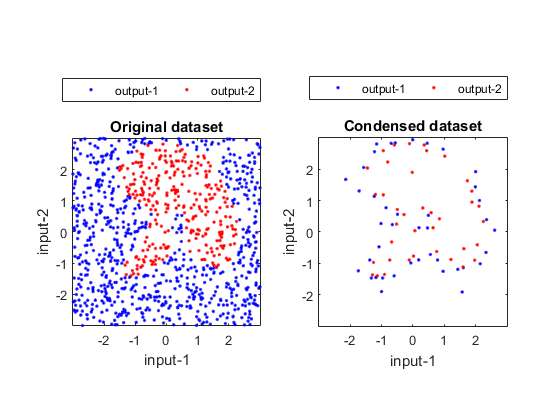 output-1 output-2
Original dataset
2
1
0
-1
-2
input-2
-2 -1 0 1 2
input-1
output-1 output-2
Condensed dataset
2
1
0
-1
-2
input-2
-2 -1 0 1 2
input-1